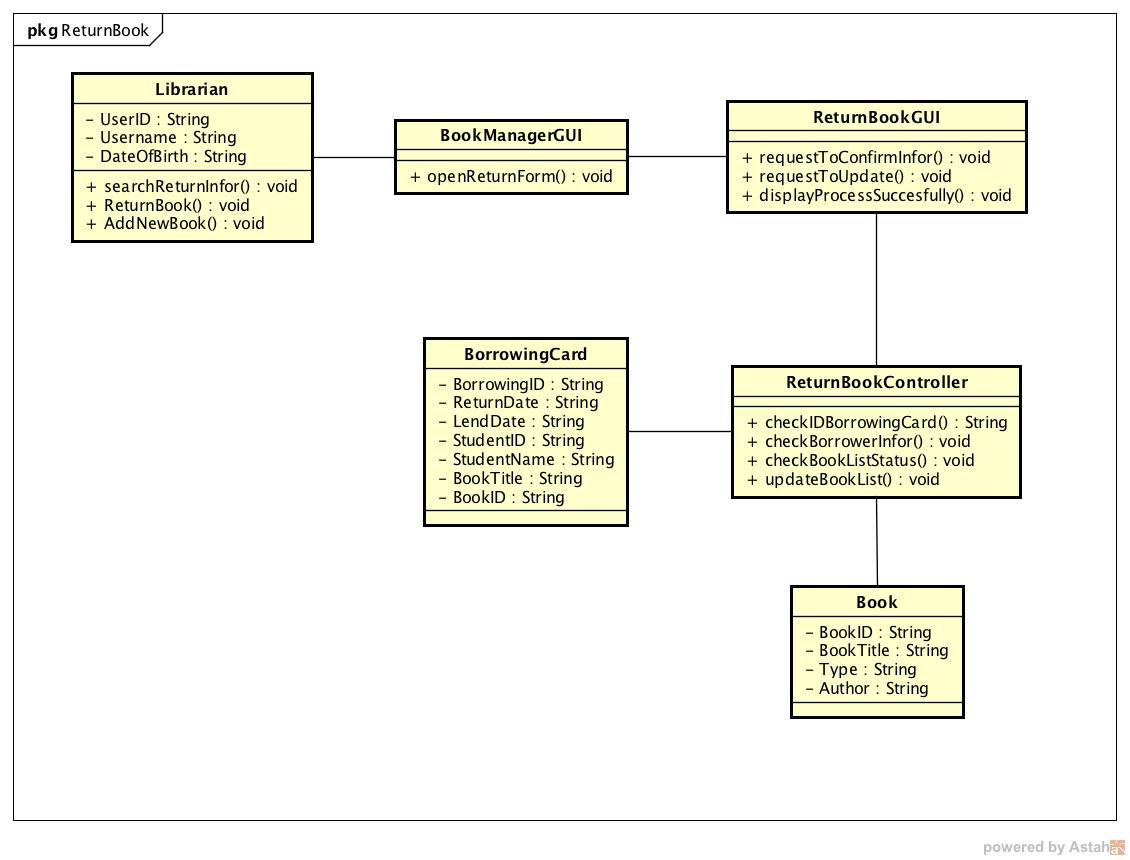 pkg ReturnBook
Librarian
- UserID : String
- Username : String
- DateOfBirth : String
+ searchReturnInfor() : void
+ ReturnBook() : void
+ AddNewBook() : void
BookManagerGUI
+ openReturnForm() : void
ReturnBookGUI
+ requestToConfirmInfor() : void
+ requestToUpdate() : void
+ displayProcessSuccesfully() : void
BorrowingCard
- BorrowingID : String
- ReturnDate : String
- LendDate : String
- StudentID : String
- StudentName : String
- BookTitle : String
- BookID : String
ReturnBookController
+ checkIDBorrowingCard() : String
+ checkBorrowerInfor() : void
+ checkBookListStatus() : void
+ updateBookList() : void
Book
- BookID : String
- BookTitle : String
- Type : String
- Author : String
powered by Astah